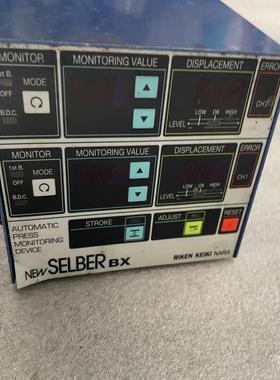 MONITOR
MONITORING VALUE
DISPLACEMENT
ERROR
1st B.
MODE
OFF
B.D.C.
LOW OK HIGH
LEVEL
MONITOR
MONITORING VALUE
DISPLACEMENT
ERROR
1st B.
MODE
OFF
B.D.C.
LOW OK HIGH
LEVEL
CH1
AUTOMATIC
PRESS
MONITORING
DEVICE
STROKE
ADJUST
RESET
NEW SELBER BX
RIKEN KEIKI NARA